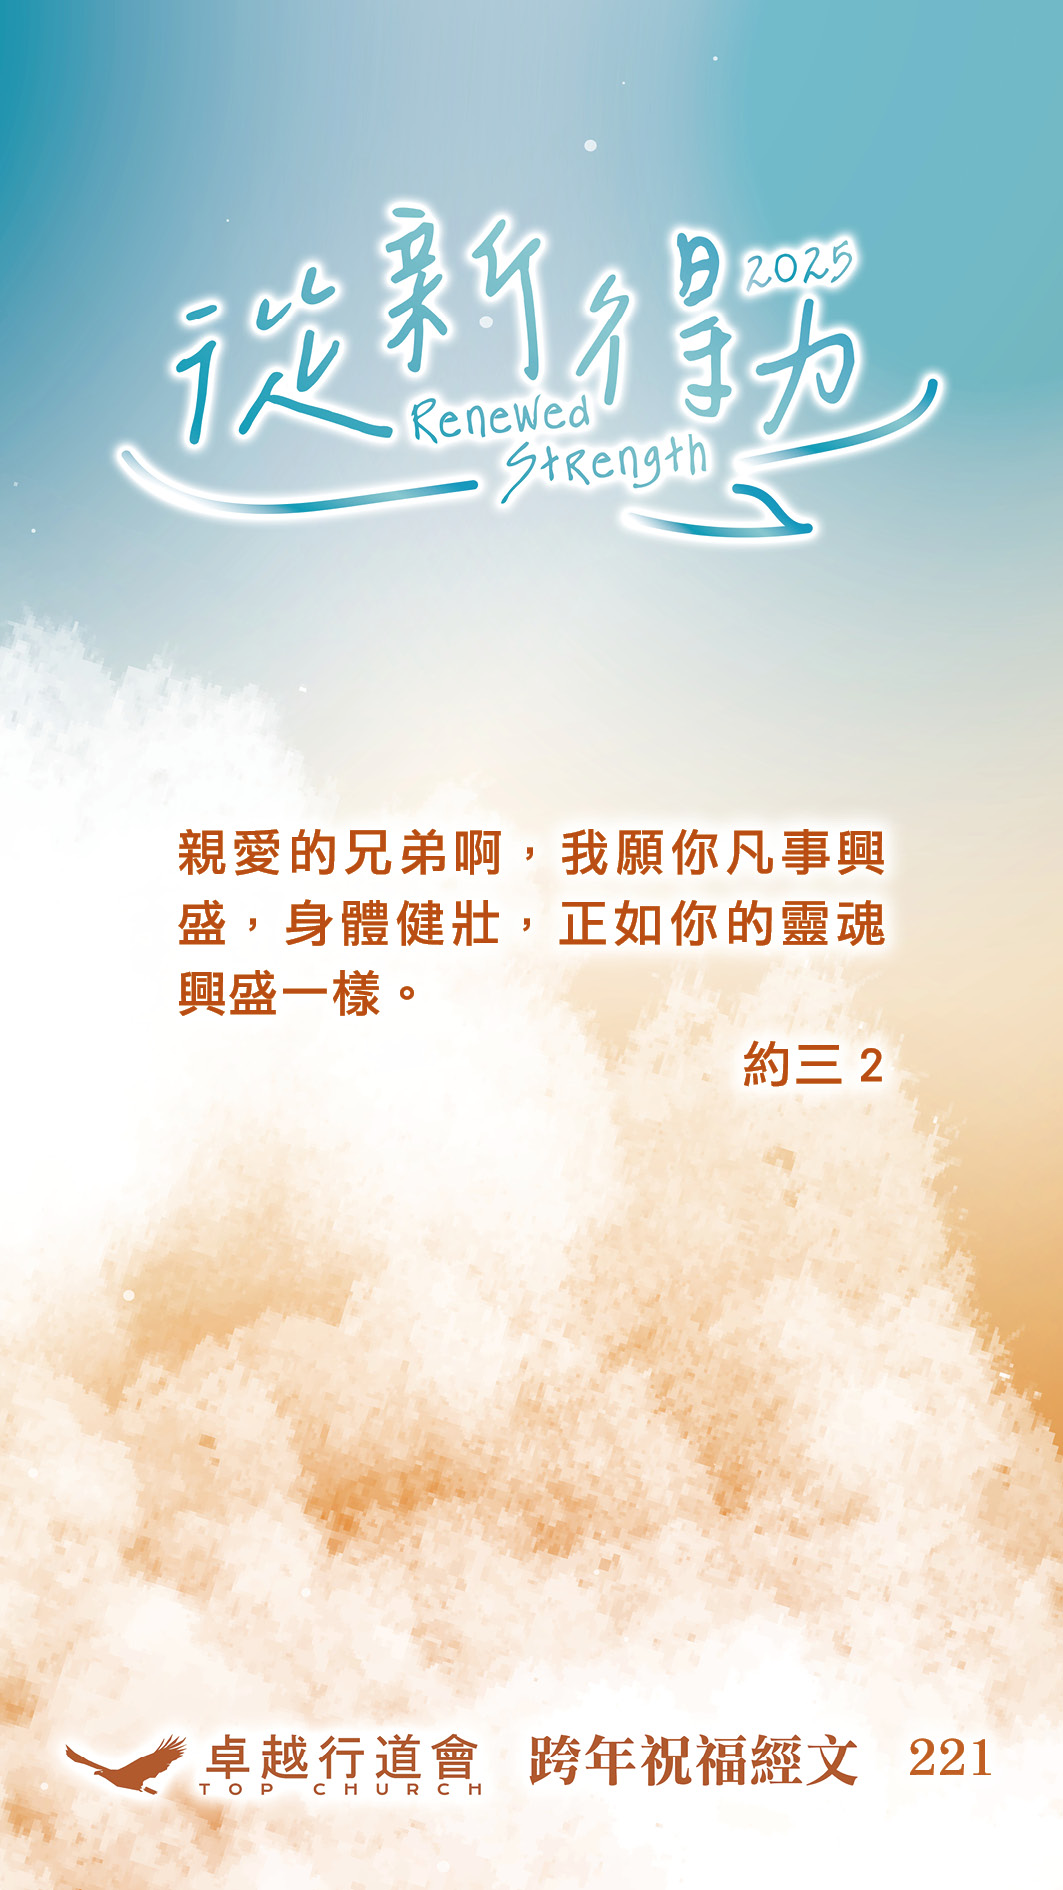 從新得力 2025
Renewed
Strength
親愛的兄弟啊，我願你凡事興
盛，身體健壯，正如你的靈魂
興盛一樣。
約三 2
卓越行道會 跨年祝福經文 221
TOP CHURCH